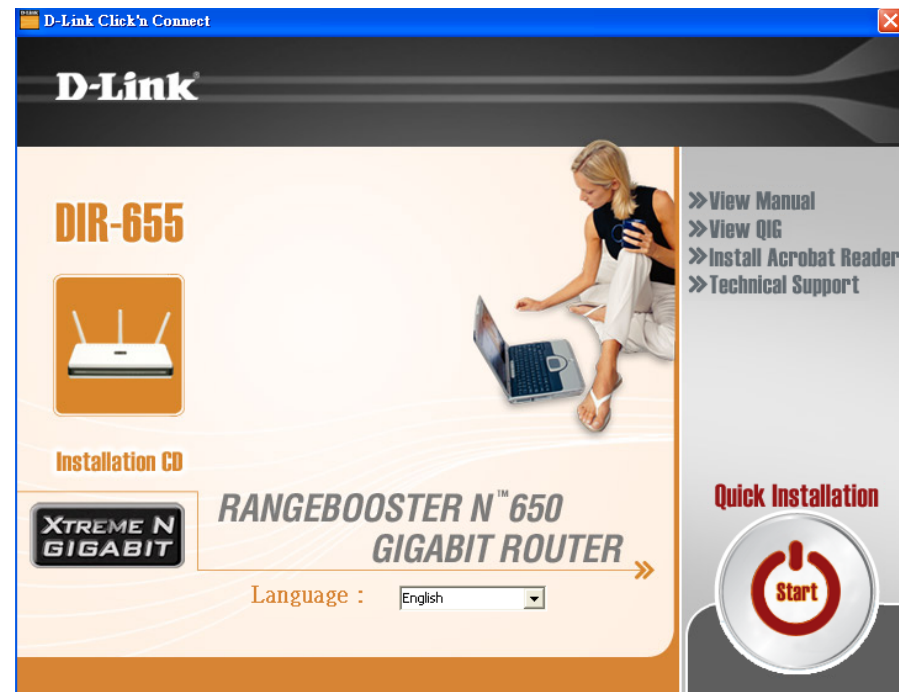 D-Link Click'n Connect
D-Link
DIR-655
Installation CD
XTREME N
GIGABIT
RANGEBOOSTER N™ 650
GIGABIT ROUTER
Language :
English
View Manual
View QIG
Install Acrobat Reader
Technical Support
Quick Installation
Start